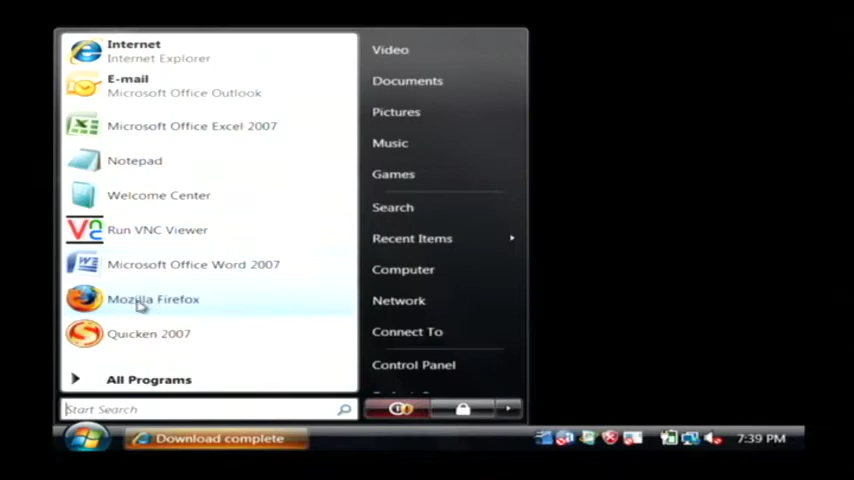 Internet
Internet Explorer
E-mail
Microsoft Office Outlook
Microsoft Office Excel 2007
Notepad
Welcome Center
Run VNC Viewer
Microsoft Office Word 2007
Mozilla Firefox
Quicken 2007
All Programs
Start Search
Video
Documents
Pictures
Music
Games
Search
Recent Items
Computer
Network
Connect To
Control Panel
Download complete
7:39 PM